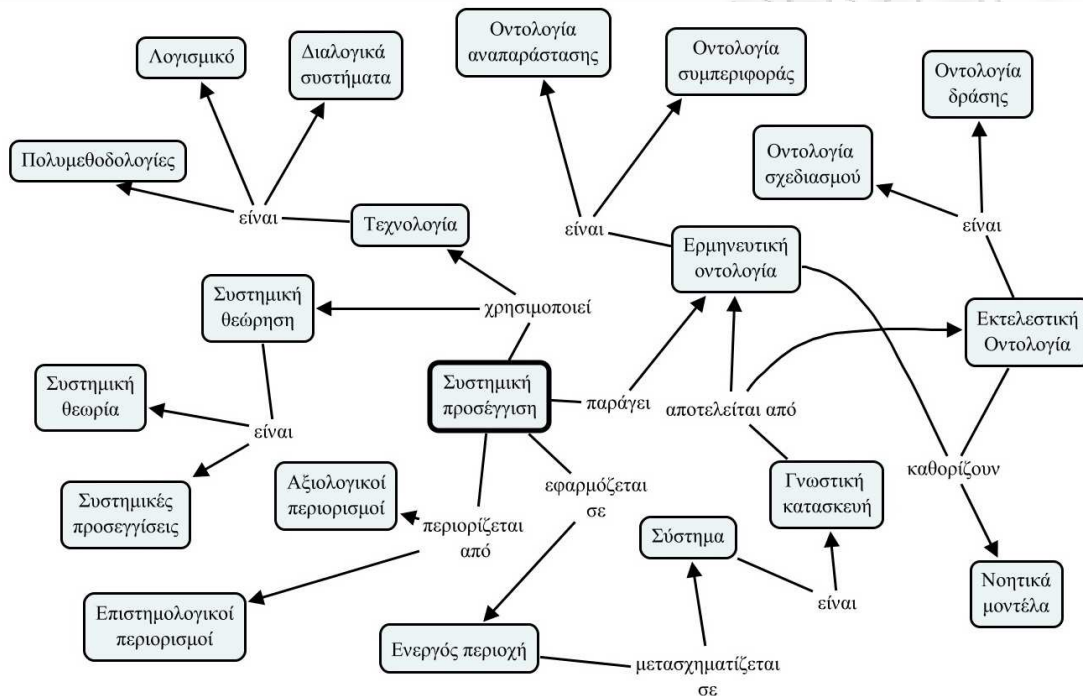 Λογισμικό
Διαλογικά
συστήματα
Οντολογία
αναπαράστασης
Οντολογία
συμπεριφοράς
Οντολογία
δράσης
Πολυμεθοδολογίες
Οντολογία
σχεδιασμού
είναι
Τεχνολογία
είναι
Ερμηνευτική
οντολογία
είναι
Συστημική
θεώρηση
χρησιμοποιεί
Εκτελεστική
Οντολογία
Συστημική
θεωρία
Συστημική
προσέγγιση
παράγει
αποτελείται από
είναι
καθορίζουν
Συστημικές
προσεγγίσεις
Αξιολογικοί
περιορισμοί
περιορίζεται
από
εφαρμόζεται
σε
Γνωστική
κατασκευή
Σύστημα
Νοητικά
μοντέλα
είναι
Επιστημολογικοί
περιορισμοί
Ενεργός περιοχή
μετασχηματίζεται
σε